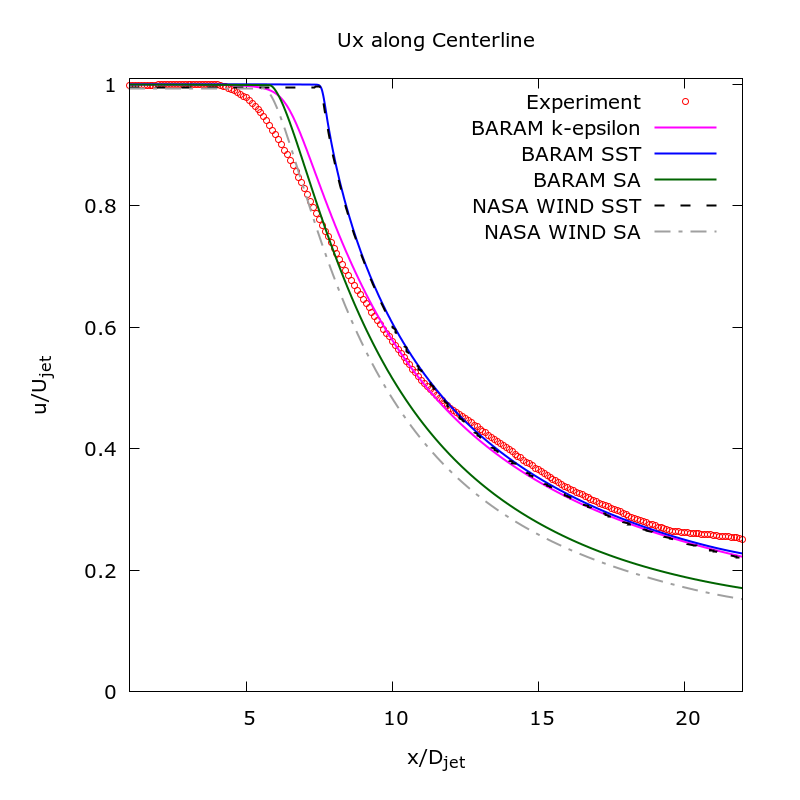 Ux along Centerline
Experiment
BARAM k-epsilon
BARAM SST
BARAM SA
NASA WIND SST
NASA WIND SA
1
0.8
0.6
0.4
0.2
0
u/Ujet
5 10 15 20
x/Djet